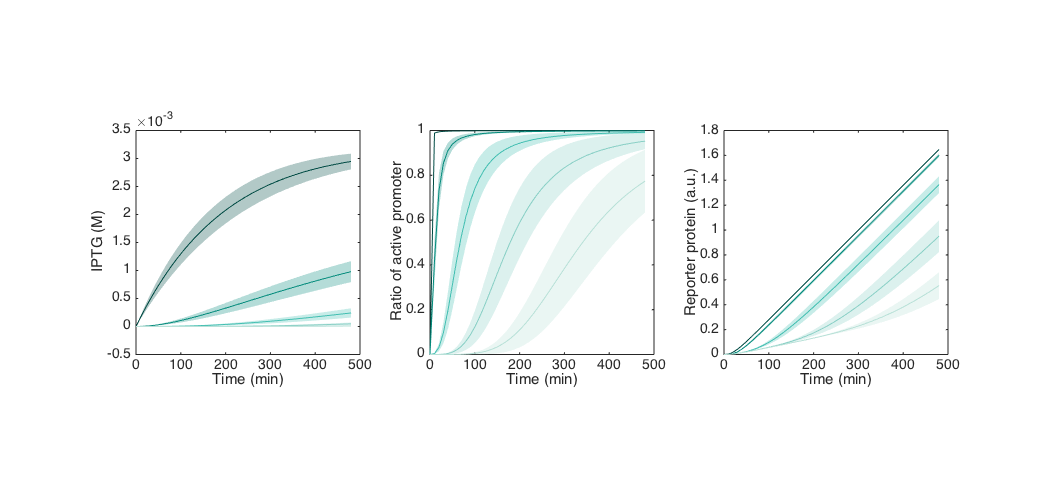 ×10⁻³
3.5
3
2.5
2
1.5
1
0.5
0
-0.5
IPTG (M)
0 100 200 300 400 500
Time (min)
1
0.8
0.6
0.4
0.2
0
Ratio of active promoter
0 100 200 300 400 500
Time (min)
1.8
1.6
1.4
1.2
1
0.8
0.6
0.4
0.2
0
Reporter protein (a.u.)
0 100 200 300 400 500
Time (min)